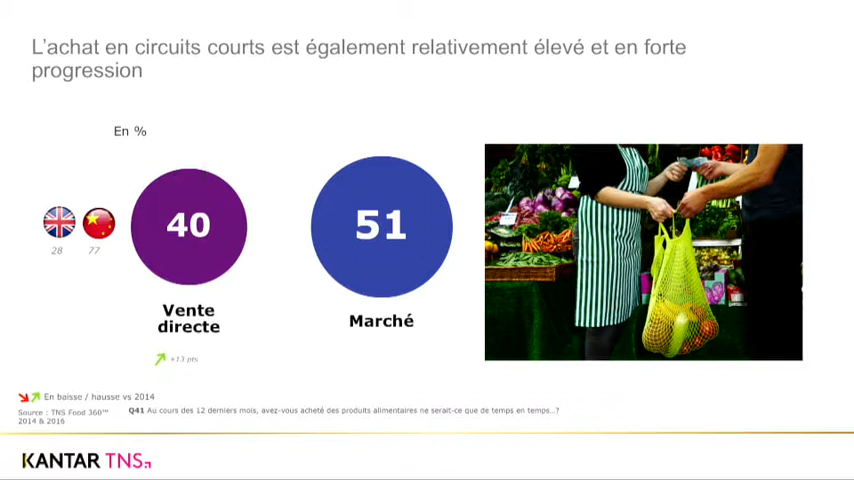 L’achat en circuits courts est également relativement élevé et en forte
progression
En %
40
51
28
77
Vente
directe
Marché
+13 pts
En baisse / hausse vs 2014
Source : TNS Food 360™
2014 & 2016
Q41 Au cours des 12 derniers mois, avez-vous acheté des produits alimentaires ne serait-ce que de temps en temps…?
KANTAR TNS